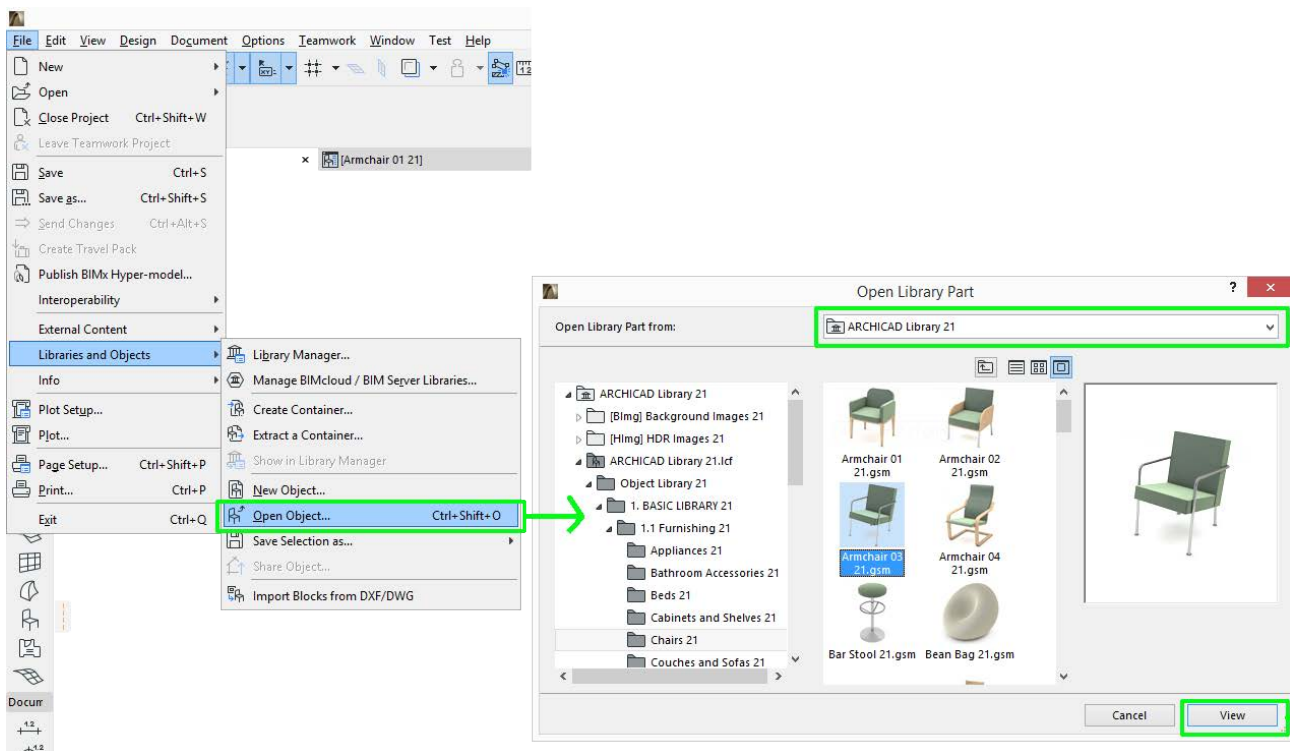 File Edit View Design Document Options Teamwork Window Test Help
New
Open
Close Project Ctrl+Shift+W
Leave Teamwork Project
Save Ctrl+S
Save as... Ctrl+Shift+S
Send Changes Ctrl+Alt+S
Create Travel Pack
Publish BIMx Hyper-model...
Interoperability
External Content
Libraries and Objects
Info
Plot Setup...
Plot...
Page Setup... Ctrl+Shift+P
Print... Ctrl+P
Exit Ctrl+Q
[Armchair 01 21]
Library Manager...
Manage BIMcloud / BIM Server Libraries...
Create Container...
Extract a Container...
Show in Library Manager
New Object...
Open Object... Ctrl+Shift+O
Save Selection as...
Share Object...
Import Blocks from DXF/DWG
Docum
1.2
Open Library Part
?
Open Library Part from:
ARCHICAD Library 21
ARCHICAD Library 21
[BImg] Background Images 21
[HImg] HDR Images 21
ARCHICAD Library 21.lcf
Object Library 21
1. BASIC LIBRARY 21
1.1 Furnishing 21
Appliances 21
Bathroom Accessories 21
Beds 21
Cabinets and Shelves 21
Chairs 21
Couches and Sofas 21
Armchair 01
21.gsm
Armchair 02
21.gsm
Armchair 03
21.gsm
Armchair 04
21.gsm
Bar Stool 21.gsm
Bean Bag 21.gsm
Cancel
View